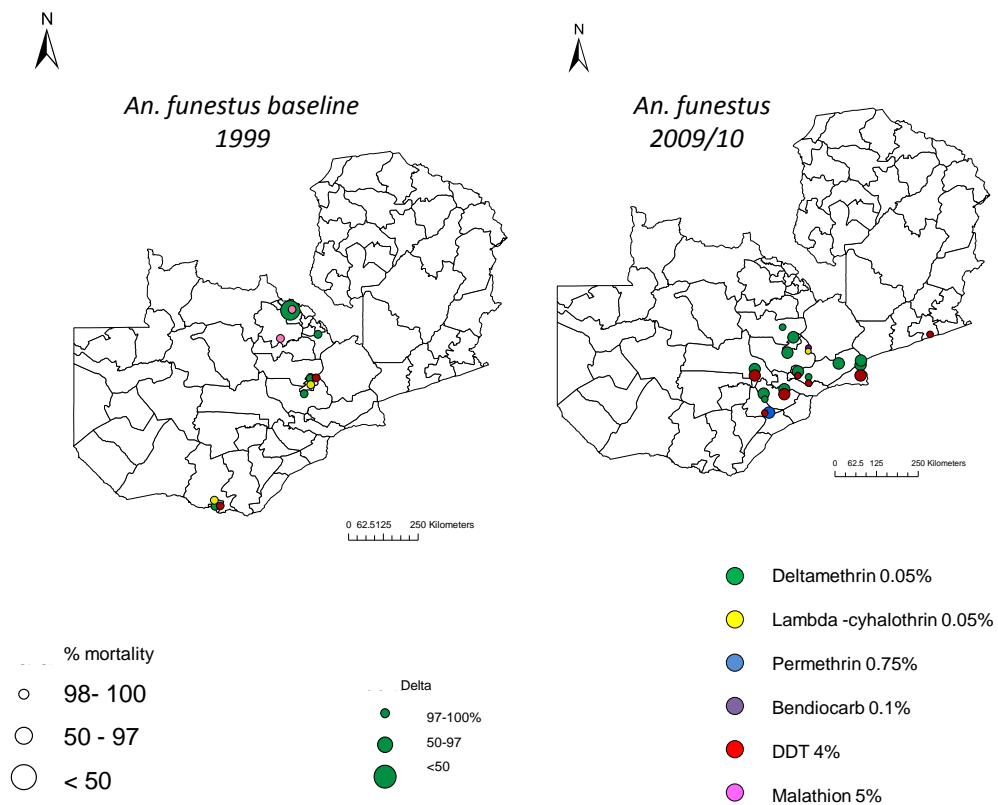 N
An. funestus baseline
1999
0 62.5125 250 Kilometers
N
An. funestus
2009/10
0 62.5 125 250 Kilometers
% mortality
98- 100
50 - 97
< 50
Delta
97-100%
50-97
<50
Deltamethrin 0.05%
Lambda -cyhalothrin 0.05%
Permethrin 0.75%
Bendiocarb 0.1%
DDT 4%
Malathion 5%